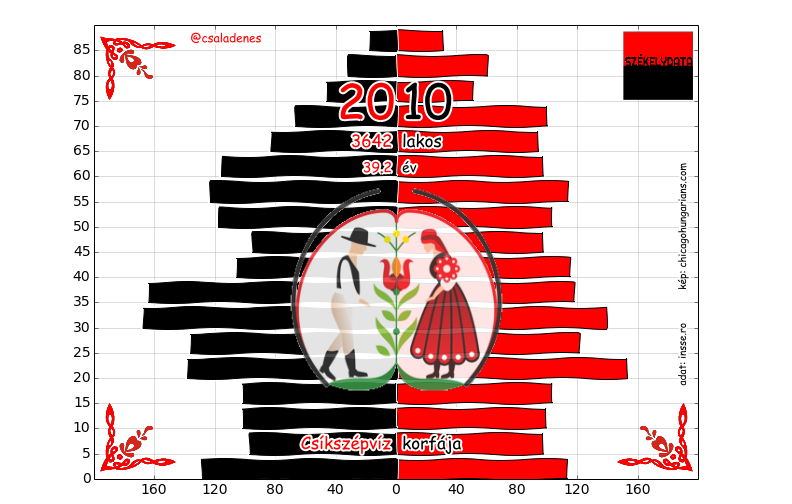 @csaladenes
SZÉKELYDATA
2010
3642 lakos
39.2 év
kép: chicagohungarians.com
adat: insse.ro
Csíkszépvíz korfája
85
80
75
70
65
60
55
50
45
40
35
30
25
20
15
10
5
0
160 120 80 40 0 40 80 120 160